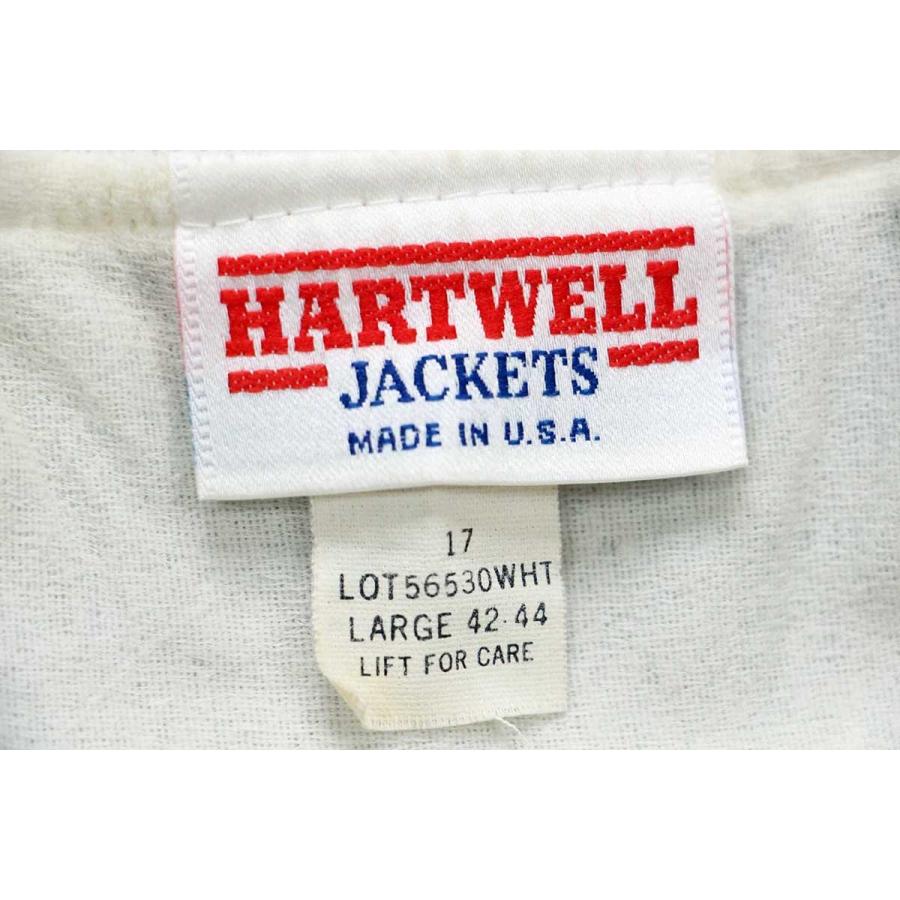 HARTWELL
JACKETS
MADE IN U.S.A.
17
LOT56530WHT
LARGE 42-44
LIFT FOR CARE